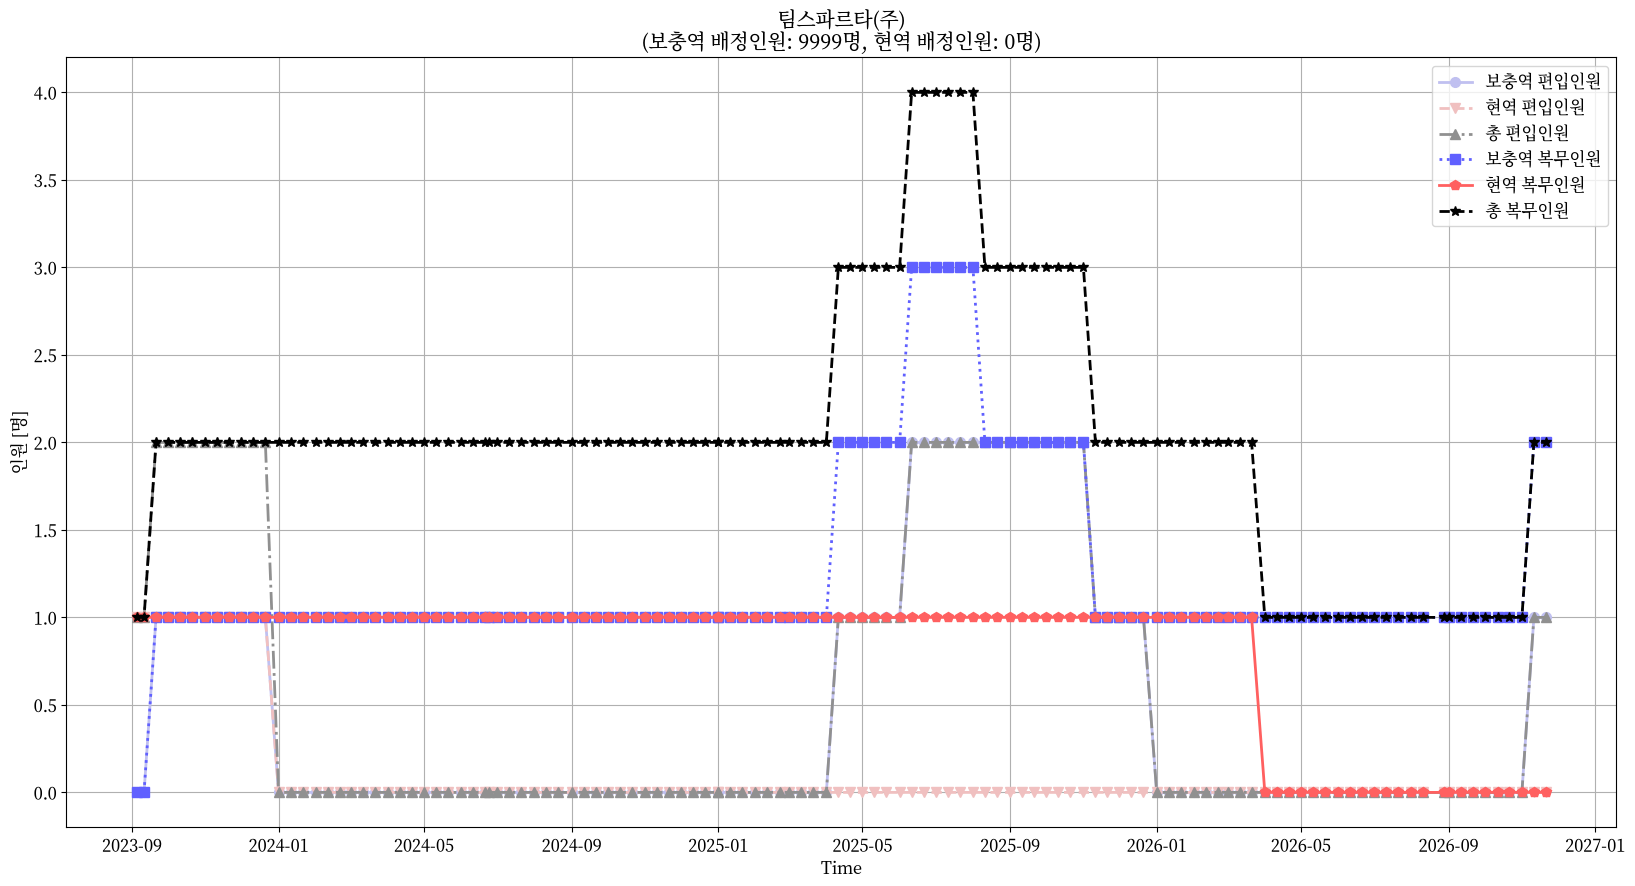 팀스파르타(주)
(보충역 배정인원: 9999명, 현역 배정인원: 0명)
보충역 편입인원
현역 편입인원
총 편입인원
보충역 복무인원
현역 복무인원
총 복무인원
인원 [명]
4.0
3.5
3.0
2.5
2.0
1.5
1.0
0.5
0.0
2023-09
2024-01
2024-05
2024-09
2025-01
2025-05
2025-09
2026-01
2026-05
2026-09
2027-01
Time